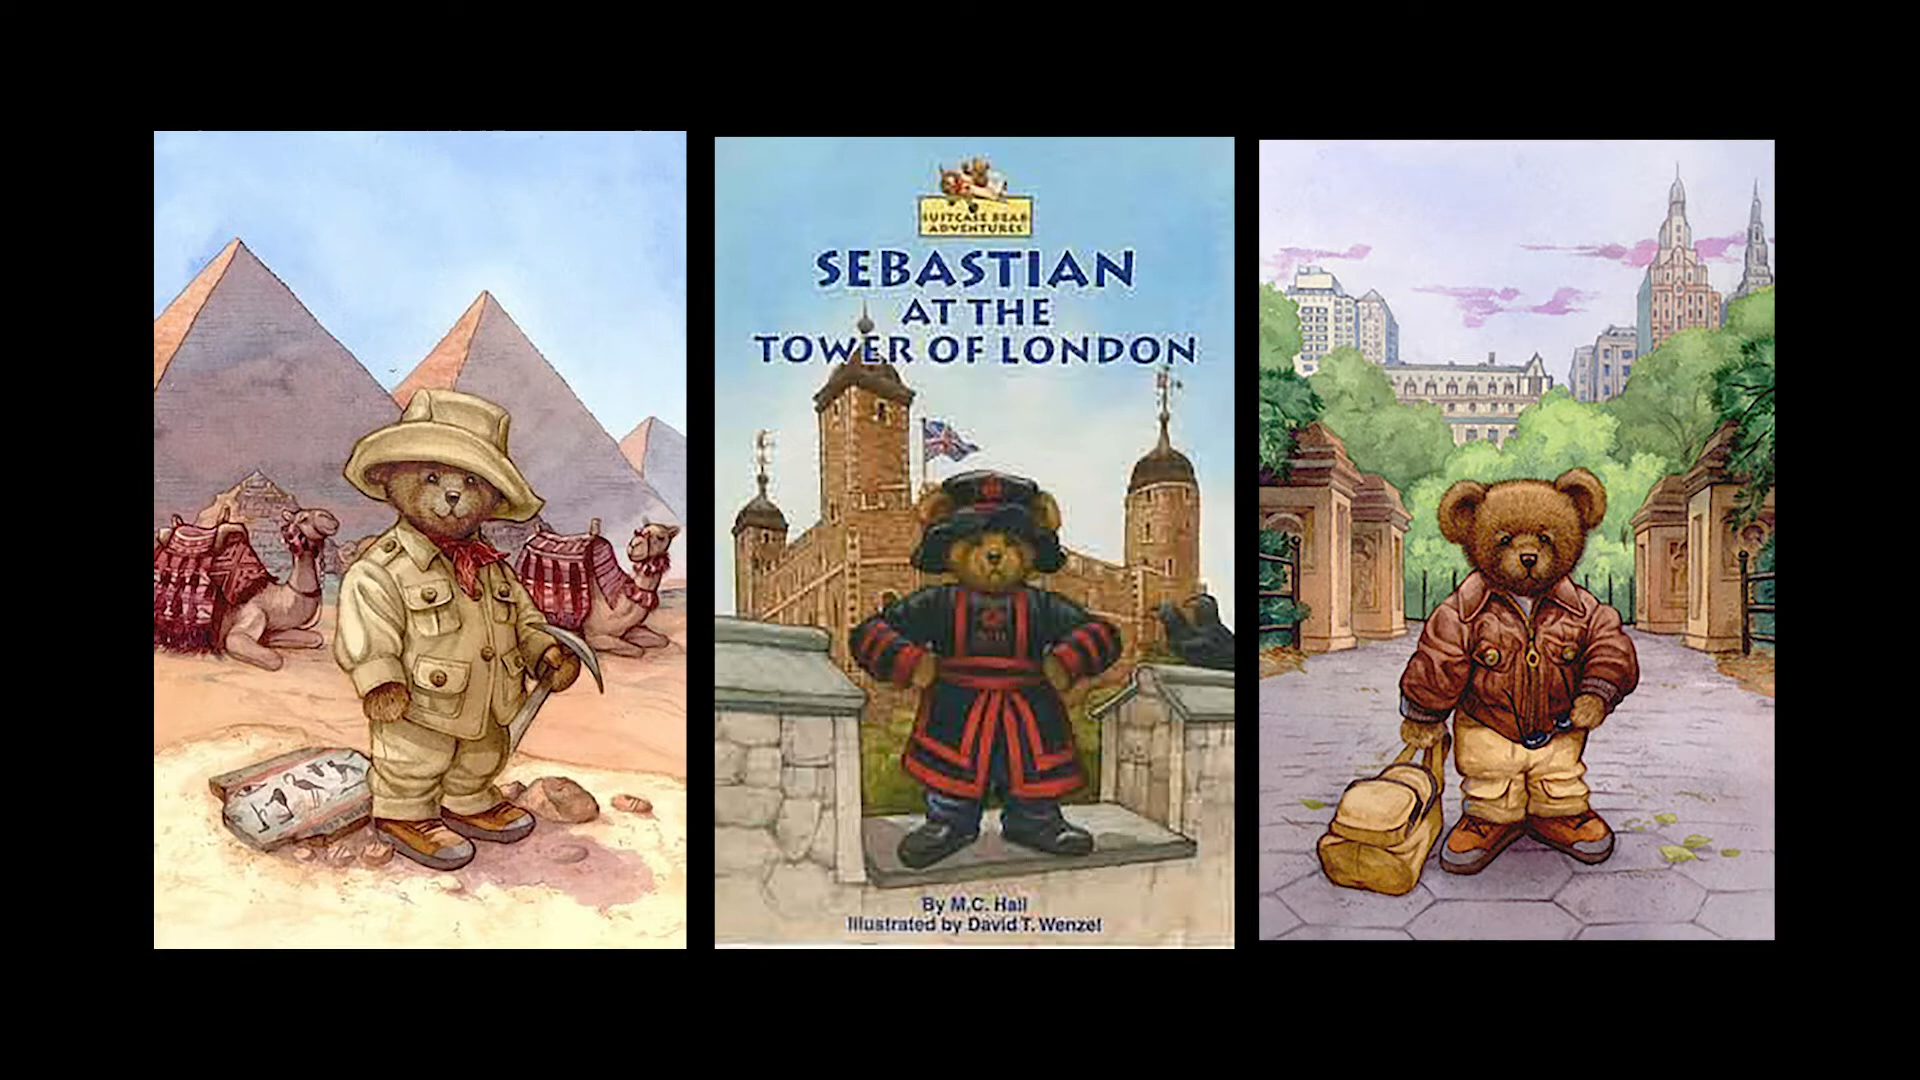 SUITCASE BEAR
ADVENTURES
SEBASTIAN
AT THE
TOWER OF LONDON
By M.C. Hall
Illustrated by David T. Wenzel